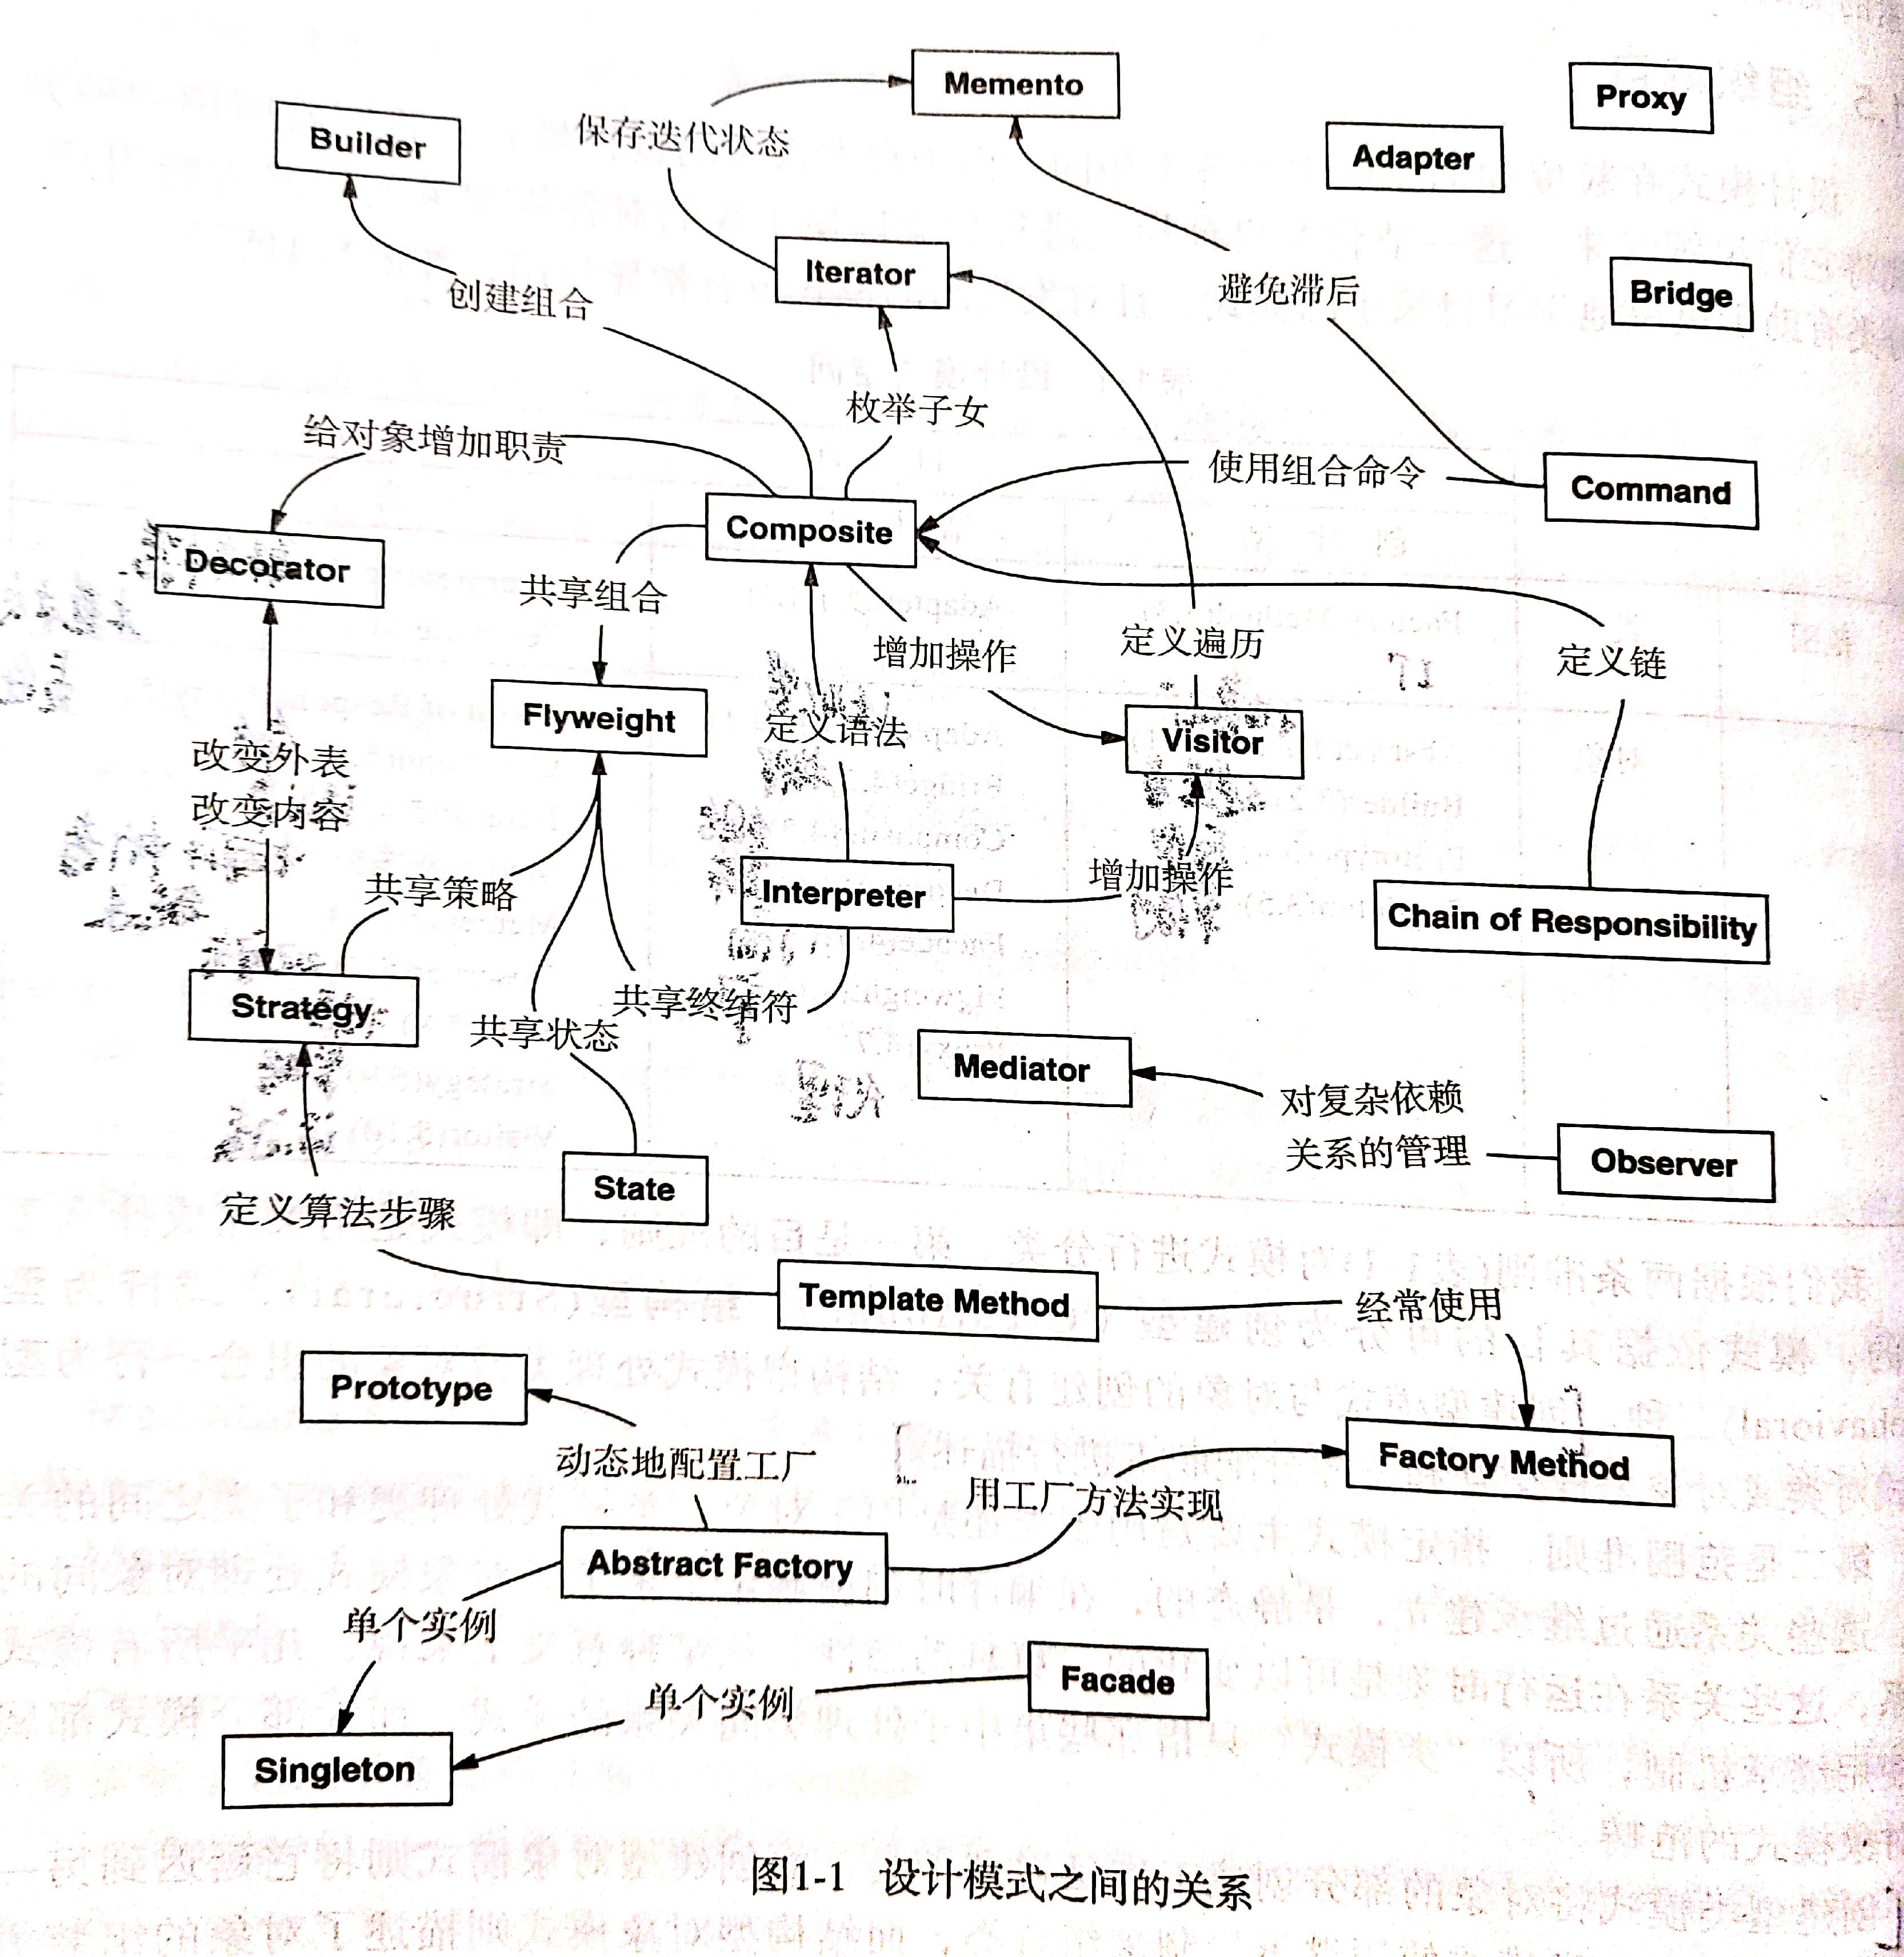 Memento
Proxy
Builder
保存迭代状态
Adapter
Iterator
避免滞后
Bridge
创建组合
枚举子女
给对象增加职责
使用组合命令
Command
Composite
Decorator
共享组合
增加操作
定义遍历
定义链
Flyweight
定义语法
Visitor
改变外表
改变内容
共享策略
Interpreter
增加操作
Chain of Responsibility
Strategy
共享状态
共享终结符
Mediator
对复杂依赖
关系的管理
Observer
State
定义算法步骤
Template Method
经常使用
Prototype
动态地配置工厂
用工厂方法实现
Factory Method
Abstract Factory
单个实例
Facade
单个实例
Singleton
图1-1 设计模式之间的关系